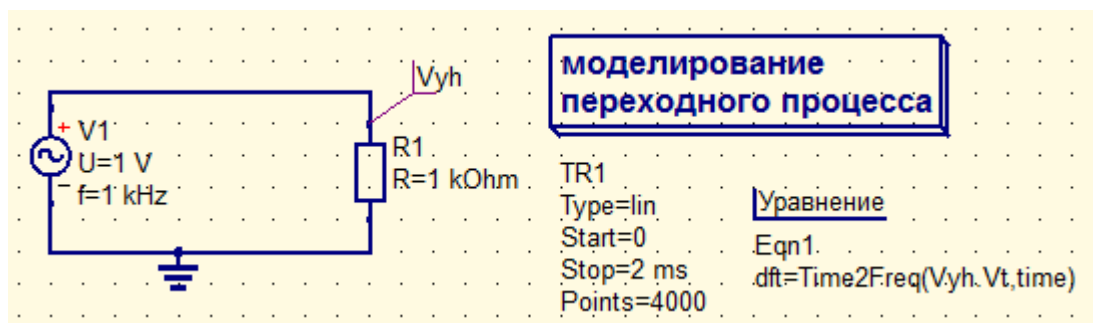 Vyh
V1
U=1 V
f=1 kHz
R1
R=1 kOhm
моделирование
переходного процесса
TR1
Type=lin
Start=0
Stop=2 ms
Points=4000
Уравнение
Eqn1
dft=Time2Freq(Vyh.Vt,time)